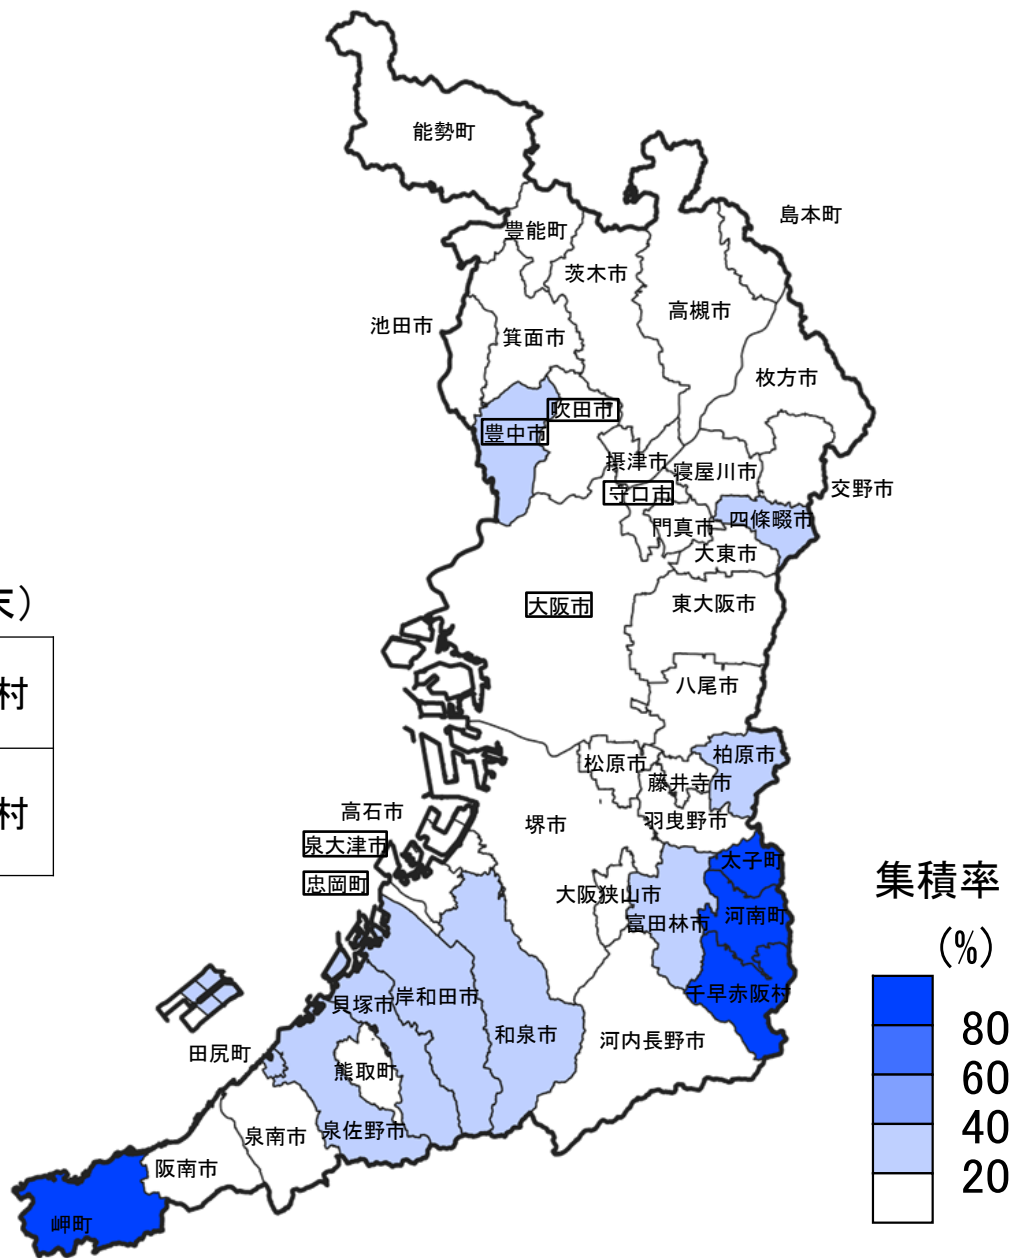 能勢町
島本町
豊能町
茨木市
高槻市
池田市
箕面市
枚方市
吹田市
豊中市
摂津市
寝屋川市
守口市
交野市
門真市
四條畷市
大東市
大阪市
東大阪市
末）
村
八尾市
柏原市
松原市
藤井寺市
村
高石市
堺市
羽曳野市
泉大津市
太子町
忠岡町
大阪狭山市
富田林市
河南町
集積率
(%)
貝塚市
岸和田市
千早赤阪村
和泉市
河内長野市
田尻町
熊取町
泉佐野市
泉南市
阪南市
岬町
80
60
40
20